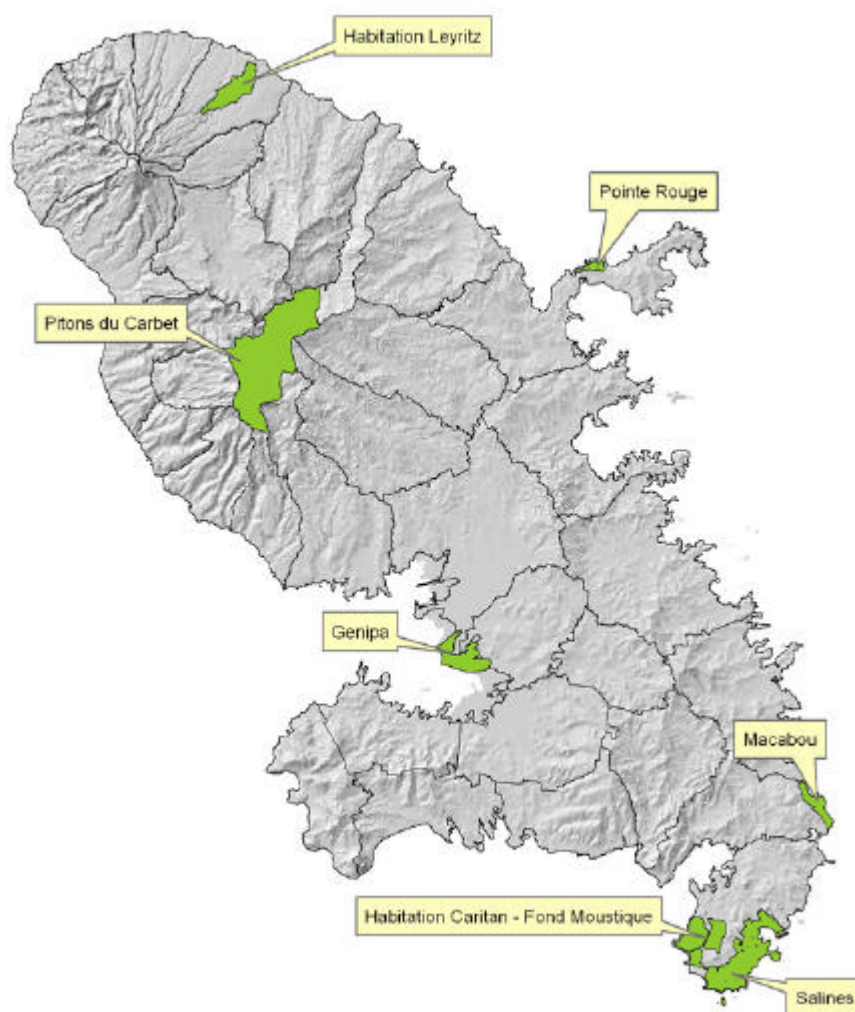 Habitation Leyritz
Pointe Rouge
Pitons du Carbet
Genipa
Macabou
Habitation Caritan - Fond Moustique
Salines